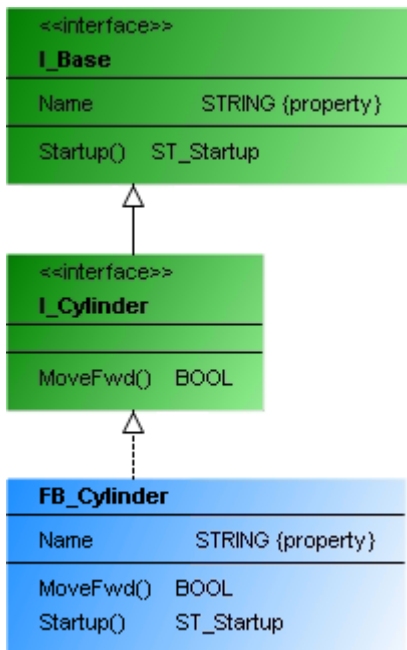 <<interface>>
I_Base
Name STRING {property}
Startup() ST_Startup
<<interface>>
I_Cylinder
MoveFwd() BOOL
FB_Cylinder
Name STRING {property}
MoveFwd() BOOL
Startup() ST_Startup